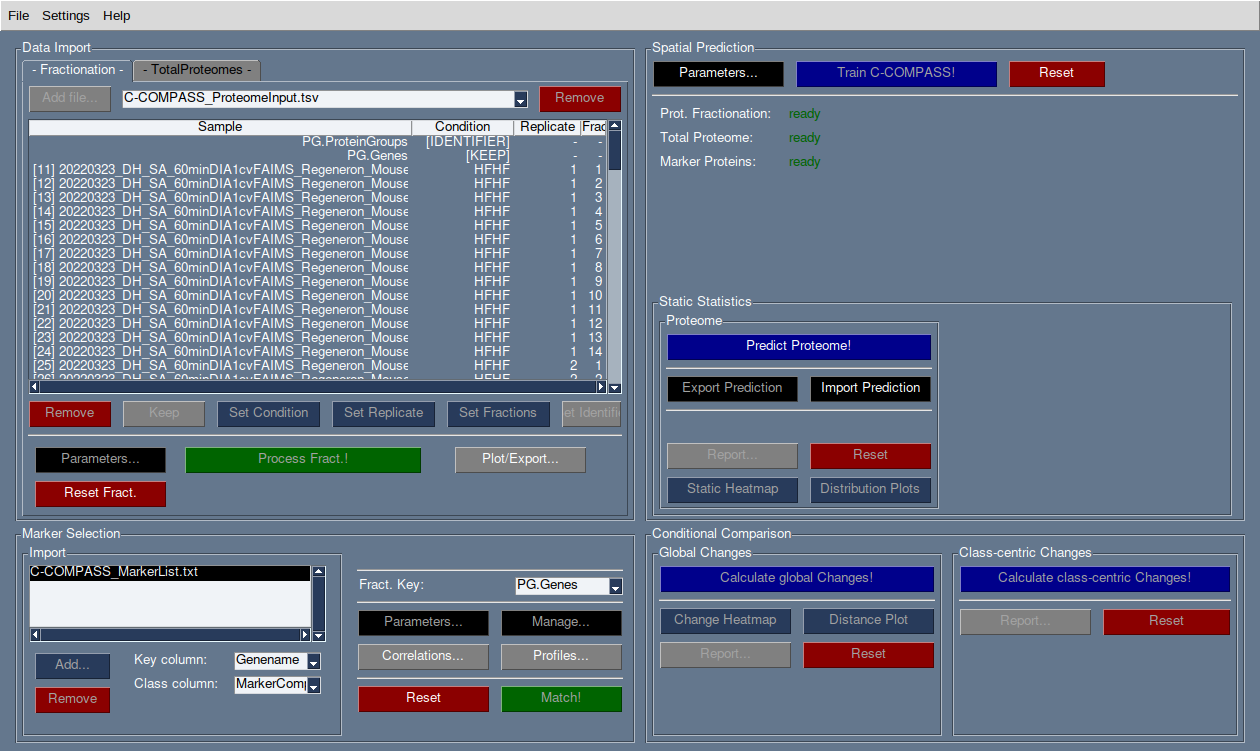 File Settings Help
Data Import
- Fractionation - - TotalProteomes -
Add file... C-COMPASS_ProteomeInput.tsv Remove
Sample Condition Replicate Frac
PG.ProteinGroups [IDENTIFIER] - -
PG.Genes [KEEP] - -
[11] 20220323_DH_SA_60minDIA1cvFAIMS_Regeneron_Mouse HFHF 1 1
[12] 20220323_DH_SA_60minDIA1cvFAIMS_Regeneron_Mouse HFHF 1 2
[13] 20220323_DH_SA_60minDIA1cvFAIMS_Regeneron_Mouse HFHF 1 3
[14] 20220323_DH_SA_60minDIA1cvFAIMS_Regeneron_Mouse HFHF 1 4
[15] 20220323_DH_SA_60minDIA1cvFAIMS_Regeneron_Mouse HFHF 1 5
[16] 20220323_DH_SA_60minDIA1cvFAIMS_Regeneron_Mouse HFHF 1 6
[17] 20220323_DH_SA_60minDIA1cvFAIMS_Regeneron_Mouse HFHF 1 7
[18] 20220323_DH_SA_60minDIA1cvFAIMS_Regeneron_Mouse HFHF 1 8
[19] 20220323_DH_SA_60minDIA1cvFAIMS_Regeneron_Mouse HFHF 1 9
[20] 20220323_DH_SA_60minDIA1cvFAIMS_Regeneron_Mouse HFHF 1 10
[21] 20220323_DH_SA_60minDIA1cvFAIMS_Regeneron_Mouse HFHF 1 11
[22] 20220323_DH_SA_60minDIA1cvFAIMS_Regeneron_Mouse HFHF 1 12
[23] 20220323_DH_SA_60minDIA1cvFAIMS_Regeneron_Mouse HFHF 1 13
[24] 20220323_DH_SA_60minDIA1cvFAIMS_Regeneron_Mouse HFHF 1 14
[25] 20220323_DH_SA_60minDIA1cvFAIMS_Regeneron_Mouse HFHF 2 1
[26] 20220323_DH_SA_60minDIA1cvFAIMS_Regeneron_Mouse HFHF 2 2
Remove Keep Set Condition Set Replicate Set Fractions et Identifi
Parameters... Process Fract.! Plot/Export...
Reset Fract.
Spatial Prediction
Parameters... Train C-COMPASS! Reset
Prot. Fractionation: ready
Total Proteome: ready
Marker Proteins: ready
Static Statistics
Proteome
Predict Proteome!
Export Prediction Import Prediction
Report... Reset
Static Heatmap Distribution Plots
Marker Selection
Import
C-COMPASS_MarkerList.txt
Add... Key column: Genename
Remove Class column: MarkerComp
Fract. Key: PG.Genes
Parameters... Manage...
Correlations... Profiles...
Reset Match!
Conditional Comparison
Global Changes
Calculate global Changes!
Change Heatmap Distance Plot
Report... Reset
Class-centric Changes
Calculate class-centric Changes!
Report... Reset